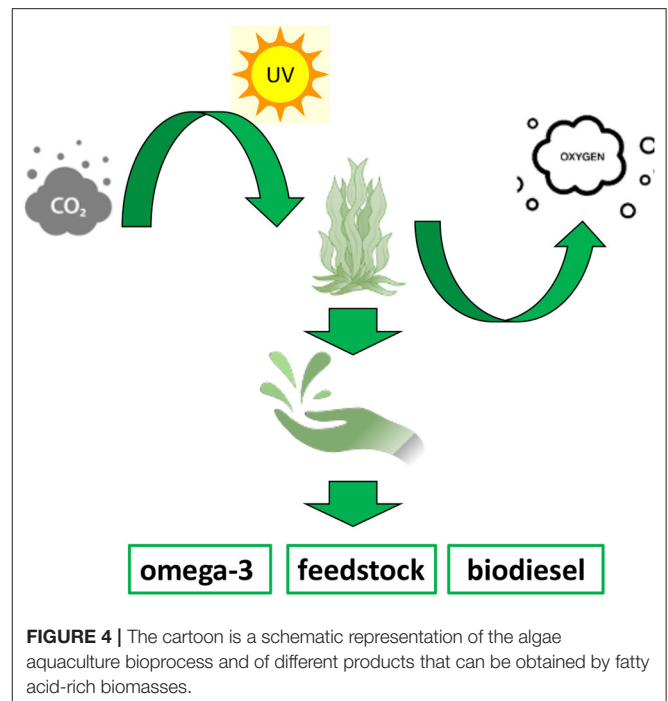 UV
CO₂
OXYGEN
omega-3 feedstock biodiesel
FIGURE 4 | The cartoon is a schematic representation of the algae
aquaculture bioprocess and of different products that can be obtained by fatty
acid-rich biomasses.